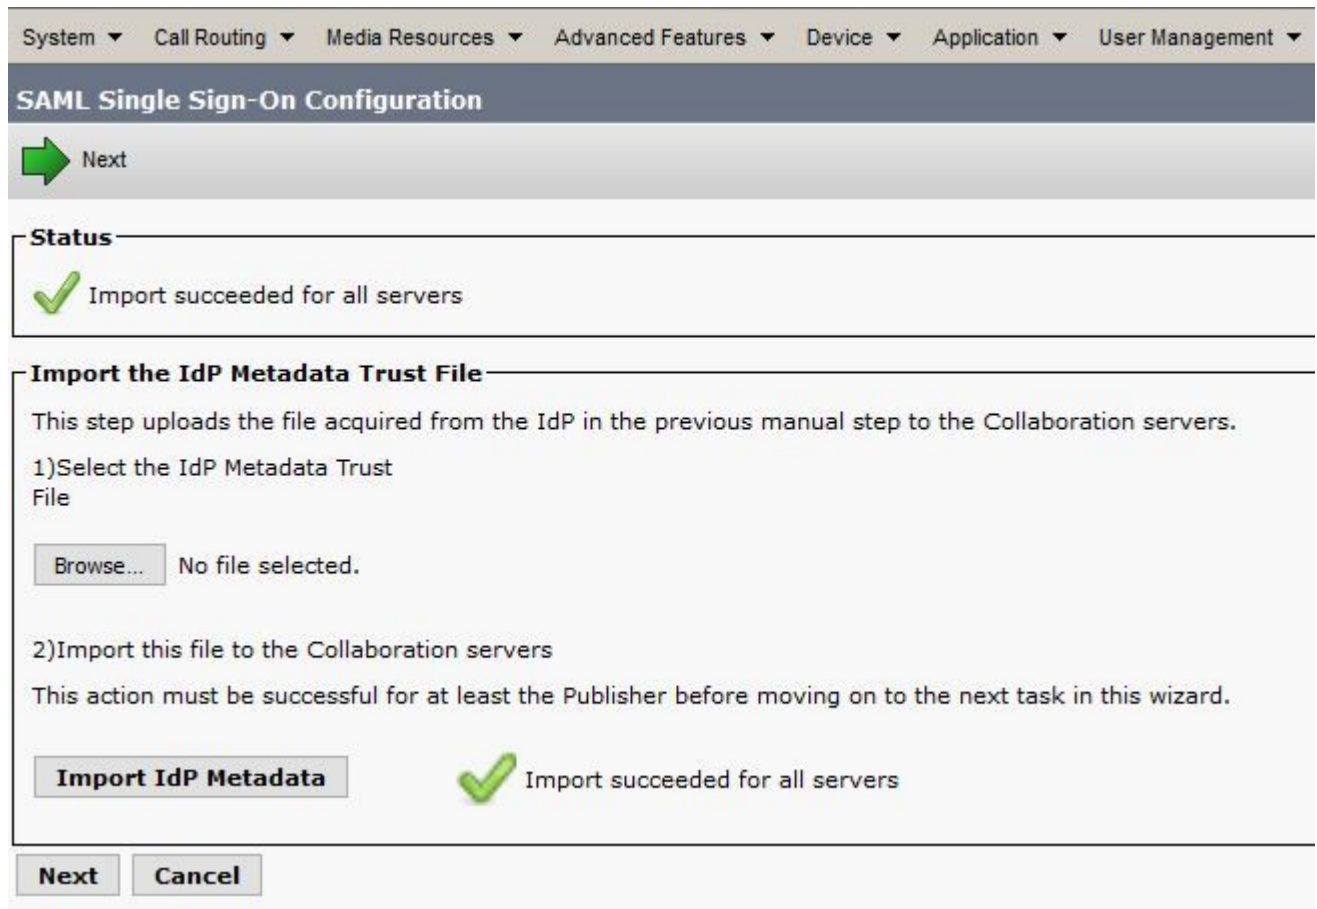 System Call Routing Media Resources Advanced Features Device Application User Management
SAML Single Sign-On Configuration
Next
Status
Import succeeded for all servers
Import the IdP Metadata Trust File
This step uploads the file acquired from the IdP in the previous manual step to the Collaboration servers.
1)Select the IdP Metadata Trust
File
Browse... No file selected.
2)Import this file to the Collaboration servers
This action must be successful for at least the Publisher before moving on to the next task in this wizard.
Import IdP Metadata Import succeeded for all servers
Next Cancel